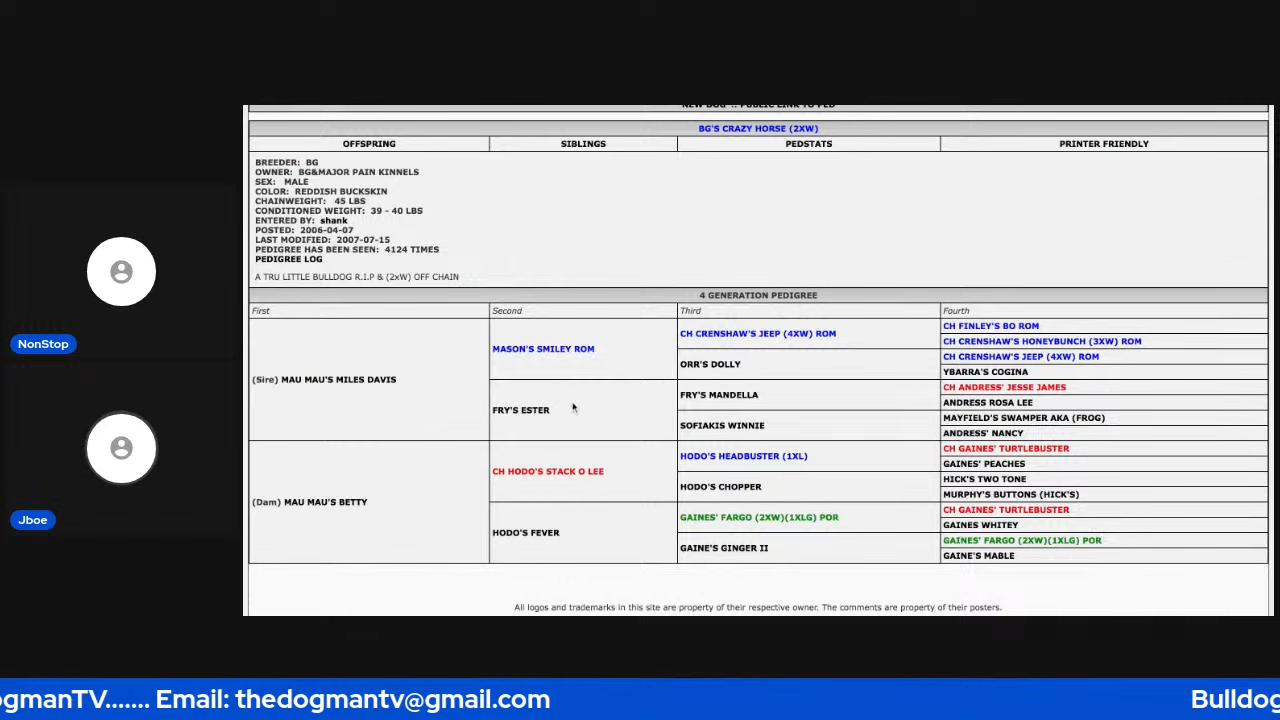 NEW DOG .. PUBLIC LINK TO PED
BG'S CRAZY HORSE (2XW)
OFFSPRING SIBLINGS PEDSTATS PRINTER FRIENDLY
BREEDER: BG
OWNER: BG&MAJOR PAIN KINNELS
SEX: MALE
COLOR: REDDISH BUCKSKIN
CHAINWEIGHT: 45 LBS
CONDITIONED WEIGHT: 39 - 40 LBS
ENTERED BY: shank
POSTED: 2006-04-07
LAST MODIFIED: 2007-07-15
PEDIGREE HAS BEEN SEEN: 4124 TIMES
PEDIGREE LOG
A TRU LITTLE BULLDOG R.I.P & (2xW) OFF CHAIN
4 GENERATION PEDIGREE
First Second Third Fourth
(Sire) MAU MAU'S MILES DAVIS
MASON'S SMILEY ROM
CH CRENSHAW'S JEEP (4XW) ROM
CH FINLEY'S BO ROM
CH CRENSHAW'S HONEYBUNCH (3XW) ROM
ORR'S DOLLY
CH CRENSHAW'S JEEP (4XW) ROM
YBARRA'S COGINA
FRY'S ESTER
FRY'S MANDELLA
CH ANDRESS' JESSE JAMES
ANDRESS ROSA LEE
SOFIAKIS WINNIE
MAYFIELD'S SWAMPER AKA (FROG)
ANDRESS' NANCY
(Dam) MAU MAU'S BETTY
CH HODO'S STACK O LEE
HODO'S HEADBUSTER (1XL)
CH GAINES' TURTLEBUSTER
GAINES' PEACHES
HODO'S CHOPPER
HICK'S TWO TONE
MURPHY'S BUTTONS (HICK'S)
HODO'S FEVER
GAINES' FARGO (2XW)(1XLG) POR
CH GAINES' TURTLEBUSTER
GAINES WHITEY
GAINE'S GINGER II
GAINES' FARGO (2XW)(1XLG) POR
GAINE'S MABLE
All logos and trademarks in this site are property of their respective owner. The comments are property of their posters.
NonStop
Jboe
ogmanTV....... Email: thedogmantv@gmail.com Bulldog